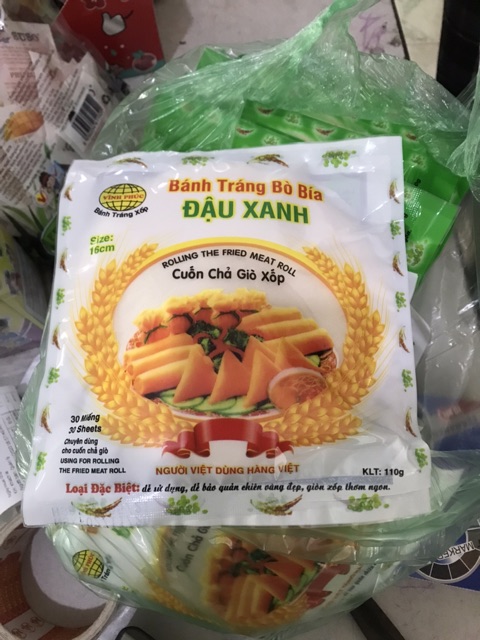 VĨNH PHÚC
Bánh Tráng Xốp
Bánh Tráng Bò Bía
ĐẬU XANH
Size:
16cm
ROLLING THE FRIED MEAT ROLL
Cuốn Chả Giò Xốp
30 Miếng
30 Sheets
Chuyên dùng
cho cuốn chả giò
USING FOR ROLLING
THE FRIED MEAT ROLL
NGƯỜI VIỆT DÙNG HÀNG VIỆT
KLT: 110g
Loại Đặc Biệt: dễ sử dụng, dễ bảo quản chiên vàng đẹp, giòn xốp thơm ngon.
Cuốn Chả G
MARKE